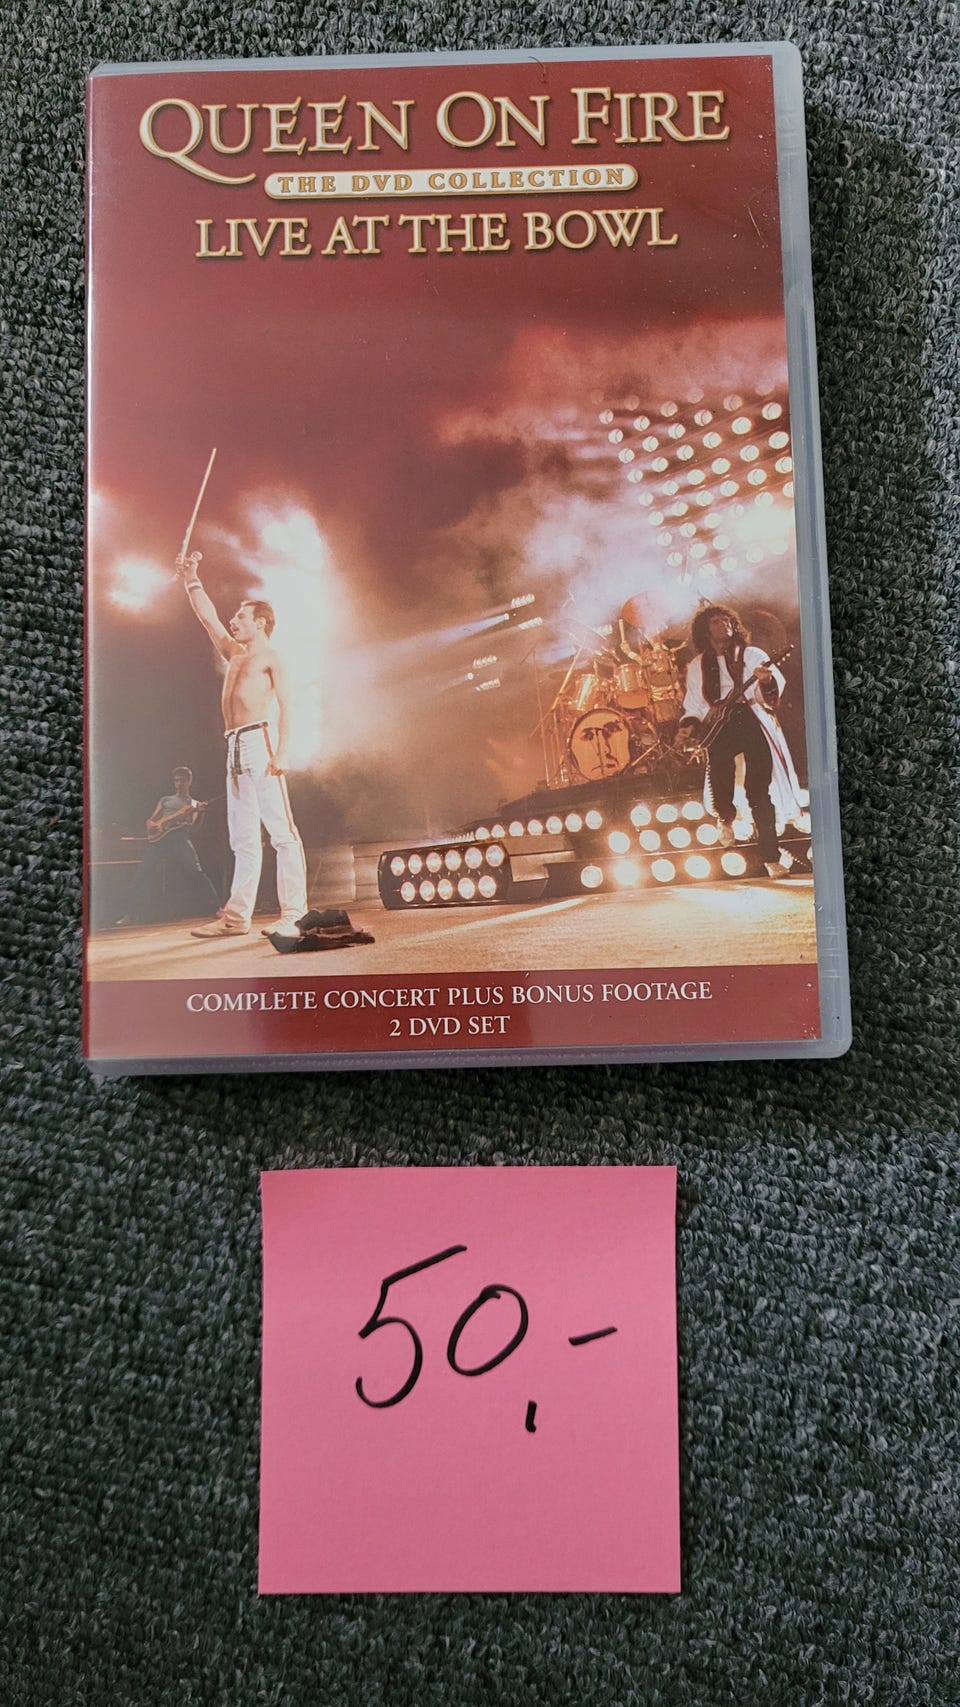 QUEEN ON FIRE
THE DVD COLLECTION
LIVE AT THE BOWL
COMPLETE CONCERT PLUS BONUS FOOTAGE
2 DVD SET
50,-